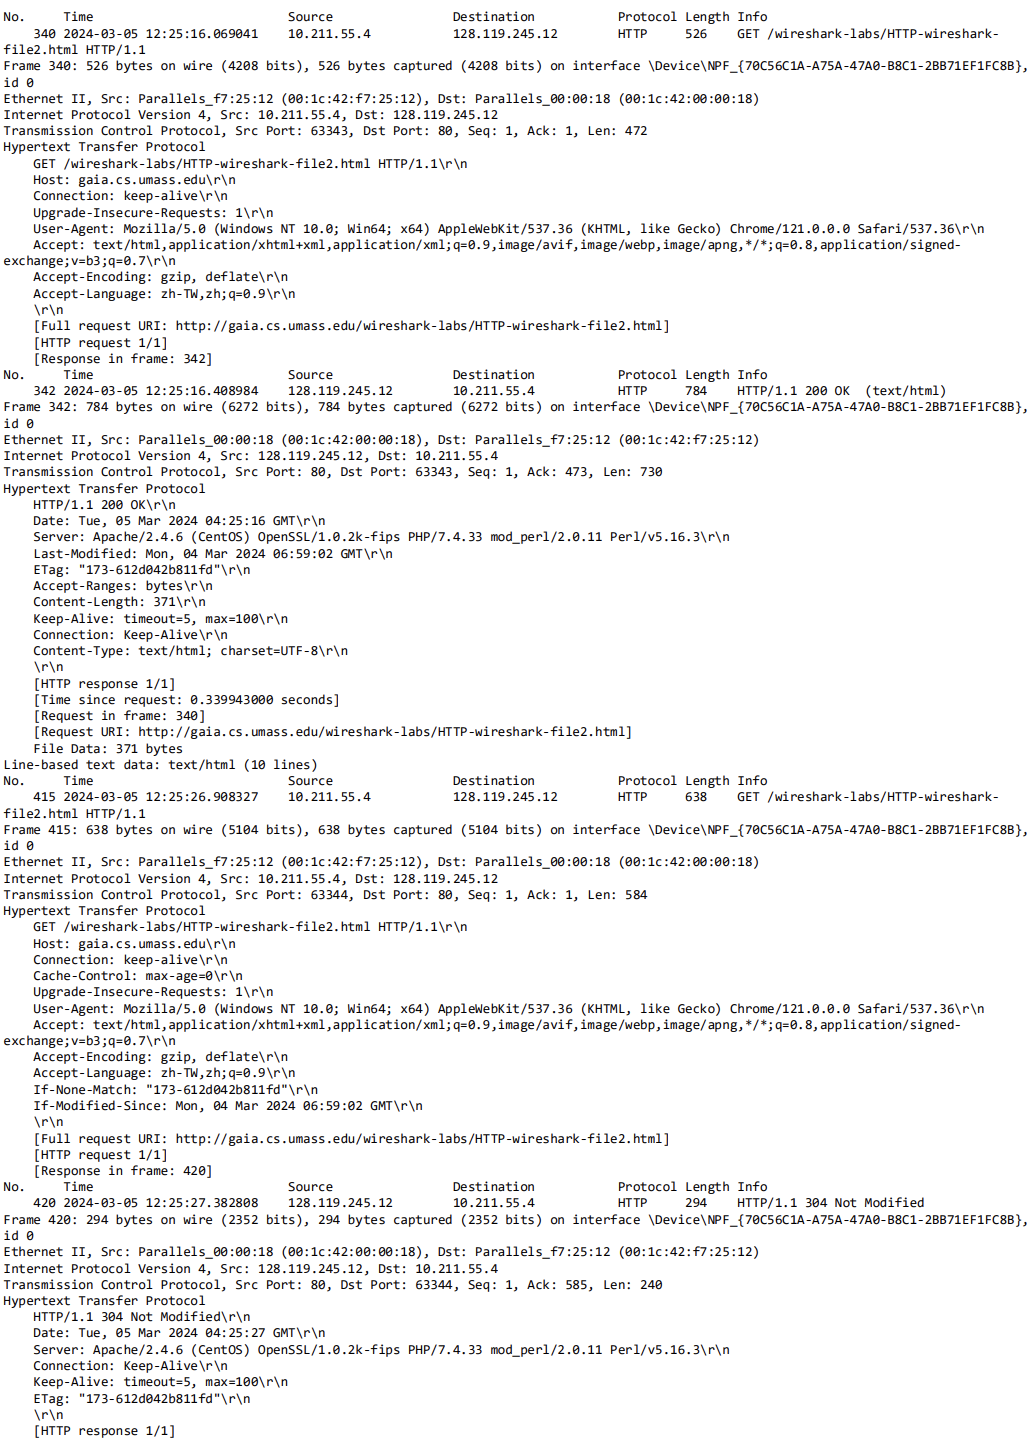 No.     Time                          Source                Destination           Protocol Length Info
    340 2024-03-05 12:25:16.069041    10.211.55.4           128.119.245.12        HTTP     526    GET /wireshark-labs/HTTP-wireshark-
file2.html HTTP/1.1
Frame 340: 526 bytes on wire (4208 bits), 526 bytes captured (4208 bits) on interface \Device\NPF_{70C56C1A-A75A-47A0-B8C1-2BB71EF1FC8B},
id 0
Ethernet II, Src: Parallels_f7:25:12 (00:1c:42:f7:25:12), Dst: Parallels_00:00:18 (00:1c:42:00:00:18)
Internet Protocol Version 4, Src: 10.211.55.4, Dst: 128.119.245.12
Transmission Control Protocol, Src Port: 63343, Dst Port: 80, Seq: 1, Ack: 1, Len: 472
Hypertext Transfer Protocol
    GET /wireshark-labs/HTTP-wireshark-file2.html HTTP/1.1\r\n
    Host: gaia.cs.umass.edu\r\n
    Connection: keep-alive\r\n
    Upgrade-Insecure-Requests: 1\r\n
    User-Agent: Mozilla/5.0 (Windows NT 10.0; Win64; x64) AppleWebKit/537.36 (KHTML, like Gecko) Chrome/121.0.0.0 Safari/537.36\r\n
    Accept: text/html,application/xhtml+xml,application/xml;q=0.9,image/avif,image/webp,image/apng,*/*;q=0.8,application/signed-
exchange;v=b3;q=0.7\r\n
    Accept-Encoding: gzip, deflate\r\n
    Accept-Language: zh-TW,zh;q=0.9\r\n
    \r\n
    [Full request URI: http://gaia.cs.umass.edu/wireshark-labs/HTTP-wireshark-file2.html]
    [HTTP request 1/1]
    [Response in frame: 342]
No.     Time                          Source                Destination           Protocol Length Info
    342 2024-03-05 12:25:16.408984    128.119.245.12        10.211.55.4           HTTP     784    HTTP/1.1 200 OK  (text/html)
Frame 342: 784 bytes on wire (6272 bits), 784 bytes captured (6272 bits) on interface \Device\NPF_{70C56C1A-A75A-47A0-B8C1-2BB71EF1FC8B},
id 0
Ethernet II, Src: Parallels_00:00:18 (00:1c:42:00:00:18), Dst: Parallels_f7:25:12 (00:1c:42:f7:25:12)
Internet Protocol Version 4, Src: 128.119.245.12, Dst: 10.211.55.4
Transmission Control Protocol, Src Port: 80, Dst Port: 63343, Seq: 1, Ack: 473, Len: 730
Hypertext Transfer Protocol
    HTTP/1.1 200 OK\r\n
    Date: Tue, 05 Mar 2024 04:25:16 GMT\r\n
    Server: Apache/2.4.6 (CentOS) OpenSSL/1.0.2k-fips PHP/7.4.33 mod_perl/2.0.11 Perl/v5.16.3\r\n
    Last-Modified: Mon, 04 Mar 2024 06:59:02 GMT\r\n
    ETag: "173-612d042b811fd"\r\n
    Accept-Ranges: bytes\r\n
    Content-Length: 371\r\n
    Keep-Alive: timeout=5, max=100\r\n
    Connection: Keep-Alive\r\n
    Content-Type: text/html; charset=UTF-8\r\n
    \r\n
    [HTTP response 1/1]
    [Time since request: 0.339943000 seconds]
    [Request in frame: 340]
    [Request URI: http://gaia.cs.umass.edu/wireshark-labs/HTTP-wireshark-file2.html]
    File Data: 371 bytes
Line-based text data: text/html (10 lines)
No.     Time                          Source                Destination           Protocol Length Info
    415 2024-03-05 12:25:26.908327    10.211.55.4           128.119.245.12        HTTP     638    GET /wireshark-labs/HTTP-wireshark-
file2.html HTTP/1.1
Frame 415: 638 bytes on wire (5104 bits), 638 bytes captured (5104 bits) on interface \Device\NPF_{70C56C1A-A75A-47A0-B8C1-2BB71EF1FC8B},
id 0
Ethernet II, Src: Parallels_f7:25:12 (00:1c:42:f7:25:12), Dst: Parallels_00:00:18 (00:1c:42:00:00:18)
Internet Protocol Version 4, Src: 10.211.55.4, Dst: 128.119.245.12
Transmission Control Protocol, Src Port: 63344, Dst Port: 80, Seq: 1, Ack: 1, Len: 584
Hypertext Transfer Protocol
    GET /wireshark-labs/HTTP-wireshark-file2.html HTTP/1.1\r\n
    Host: gaia.cs.umass.edu\r\n
    Connection: keep-alive\r\n
    Cache-Control: max-age=0\r\n
    Upgrade-Insecure-Requests: 1\r\n
    User-Agent: Mozilla/5.0 (Windows NT 10.0; Win64; x64) AppleWebKit/537.36 (KHTML, like Gecko) Chrome/121.0.0.0 Safari/537.36\r\n
    Accept: text/html,application/xhtml+xml,application/xml;q=0.9,image/avif,image/webp,image/apng,*/*;q=0.8,application/signed-
exchange;v=b3;q=0.7\r\n
    Accept-Encoding: gzip, deflate\r\n
    Accept-Language: zh-TW,zh;q=0.9\r\n
    If-None-Match: "173-612d042b811fd"\r\n
    If-Modified-Since: Mon, 04 Mar 2024 06:59:02 GMT\r\n
    \r\n
    [Full request URI: http://gaia.cs.umass.edu/wireshark-labs/HTTP-wireshark-file2.html]
    [HTTP request 1/1]
    [Response in frame: 420]
No.     Time                          Source                Destination           Protocol Length Info
    420 2024-03-05 12:25:27.382808    128.119.245.12        10.211.55.4           HTTP     294    HTTP/1.1 304 Not Modified
Frame 420: 294 bytes on wire (2352 bits), 294 bytes captured (2352 bits) on interface \Device\NPF_{70C56C1A-A75A-47A0-B8C1-2BB71EF1FC8B},
id 0
Ethernet II, Src: Parallels_00:00:18 (00:1c:42:00:00:18), Dst: Parallels_f7:25:12 (00:1c:42:f7:25:12)
Internet Protocol Version 4, Src: 128.119.245.12, Dst: 10.211.55.4
Transmission Control Protocol, Src Port: 80, Dst Port: 63344, Seq: 1, Ack: 585, Len: 240
Hypertext Transfer Protocol
    HTTP/1.1 304 Not Modified\r\n
    Date: Tue, 05 Mar 2024 04:25:27 GMT\r\n
    Server: Apache/2.4.6 (CentOS) OpenSSL/1.0.2k-fips PHP/7.4.33 mod_perl/2.0.11 Perl/v5.16.3\r\n
    Connection: Keep-Alive\r\n
    Keep-Alive: timeout=5, max=100\r\n
    ETag: "173-612d042b811fd"\r\n
    \r\n
    [HTTP response 1/1]